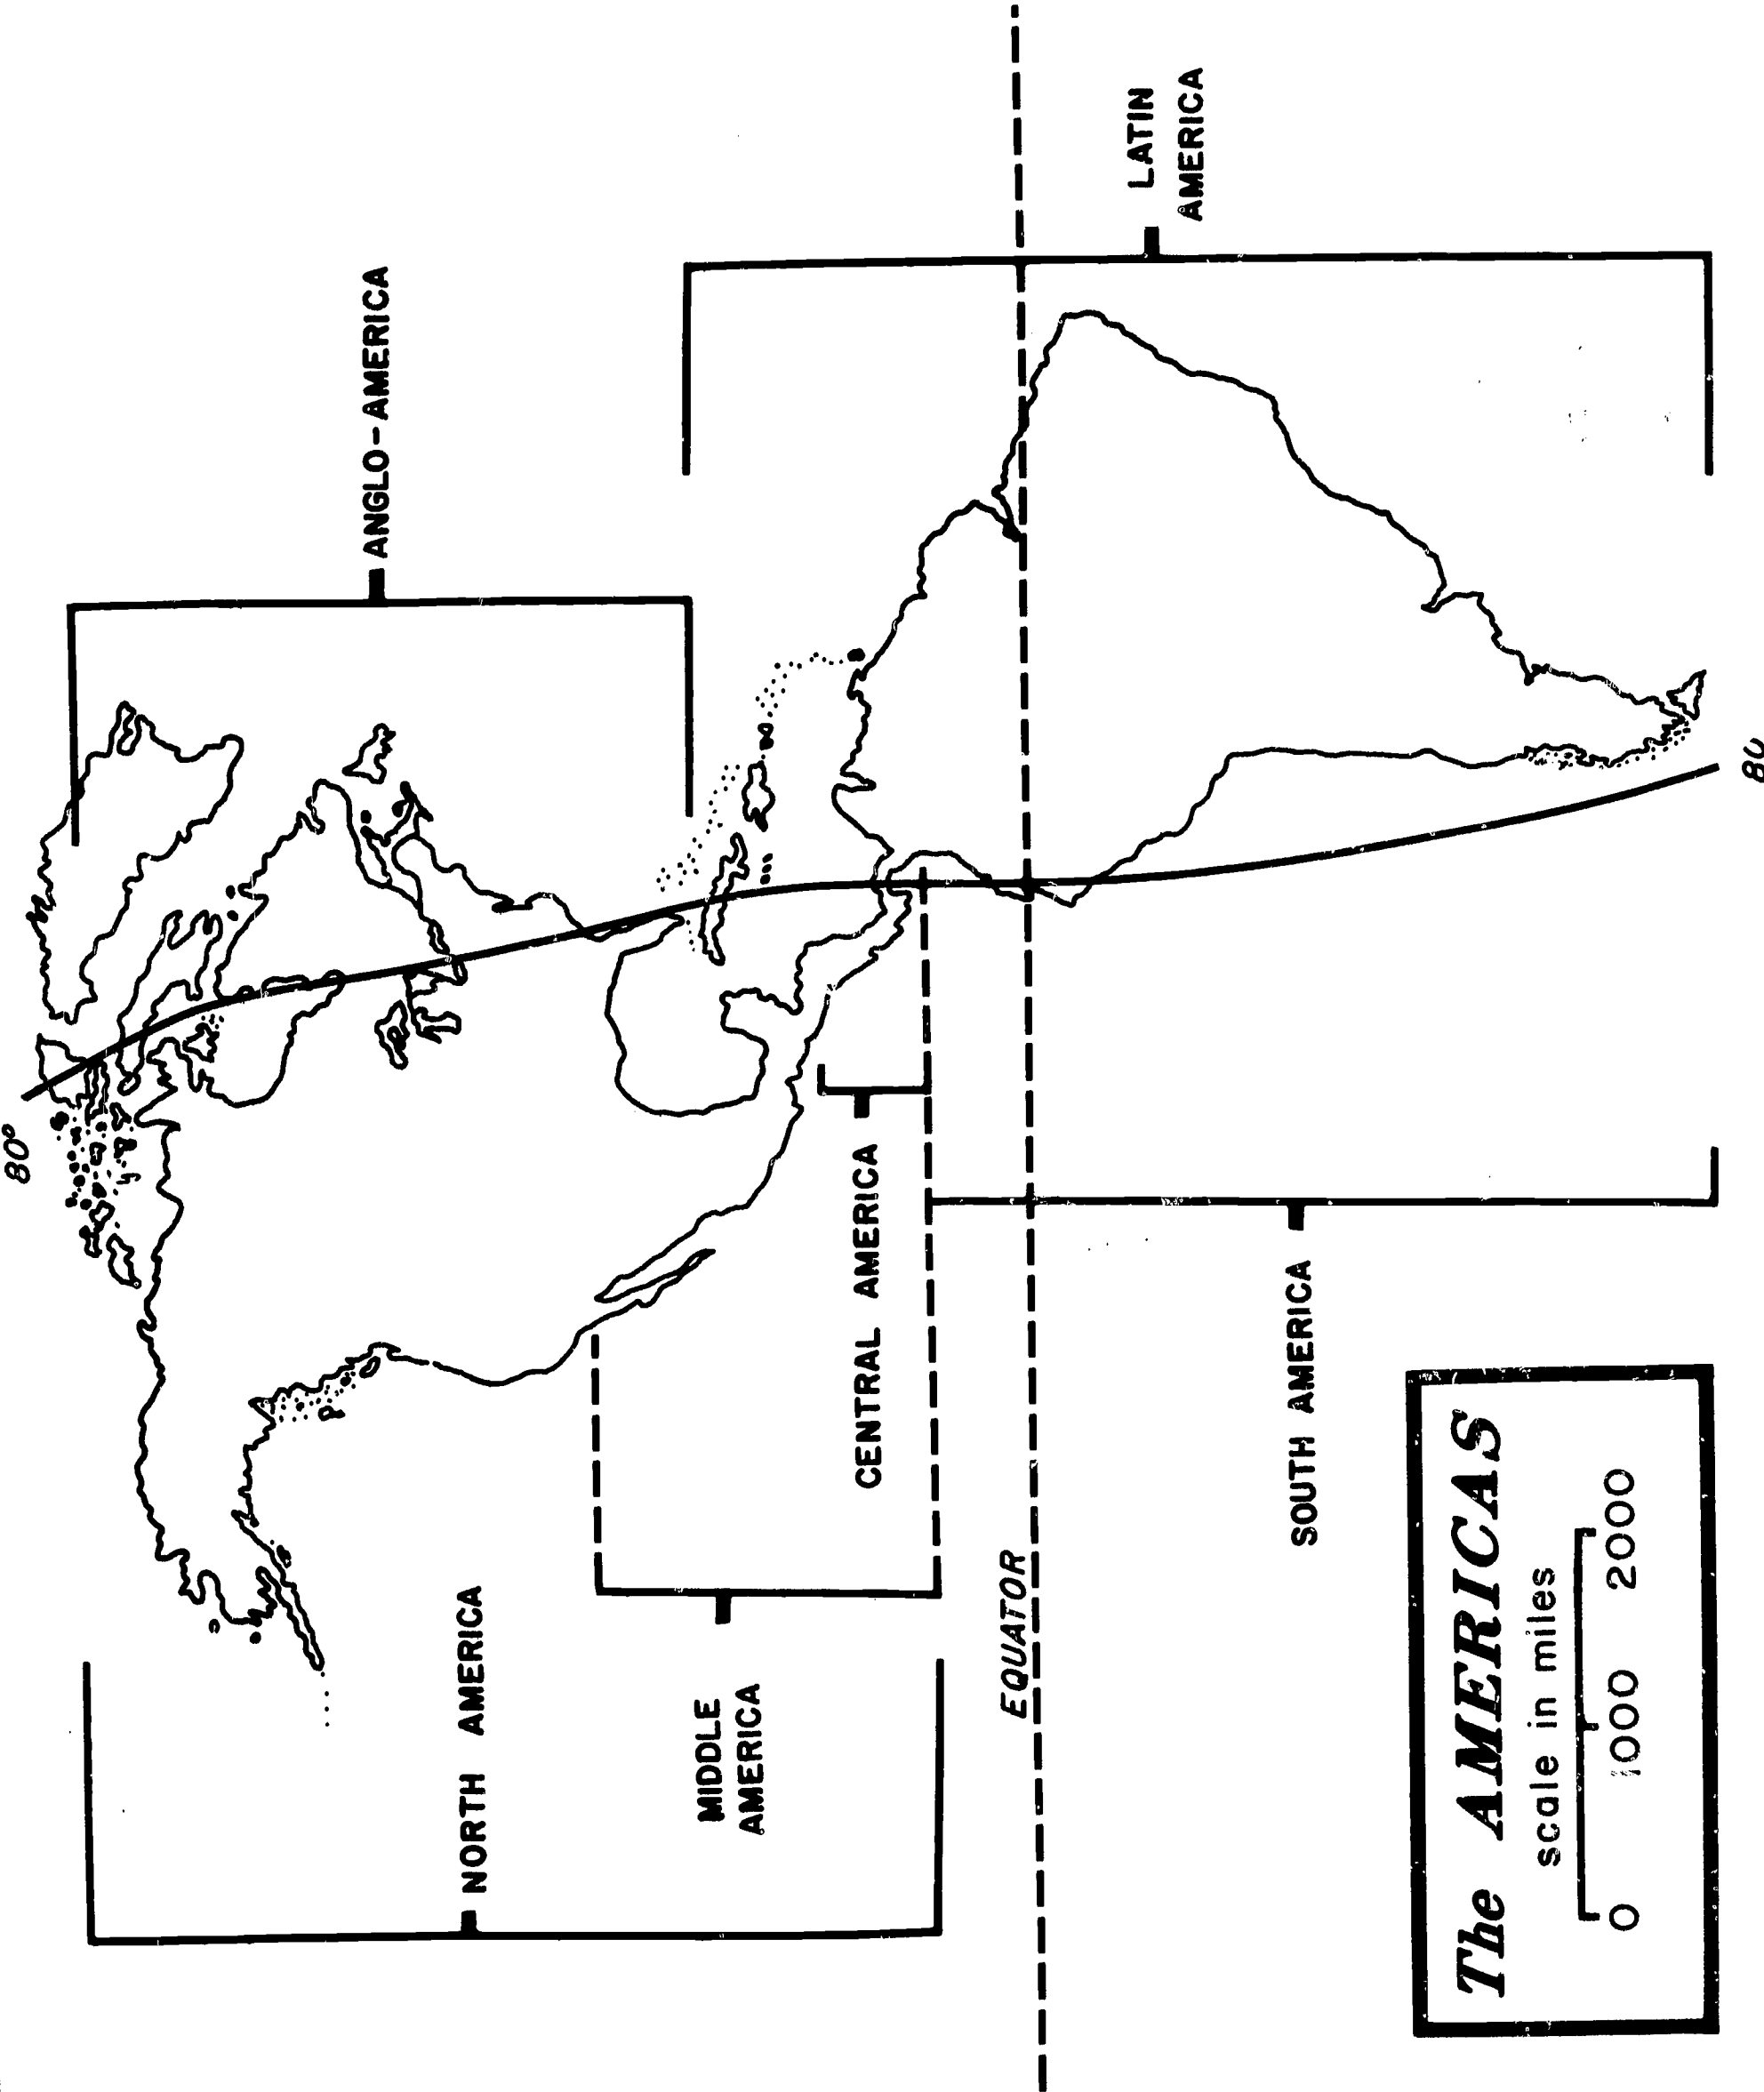 80°
ANGLO-AMERICA
NORTH AMERICA
MIDDLE
AMERICA
CENTRAL AMERICA
LATIN
AMERICA
EQUATOR
SOUTH AMERICA
80
The AMERICAS
scale in miles
0 1000 2000